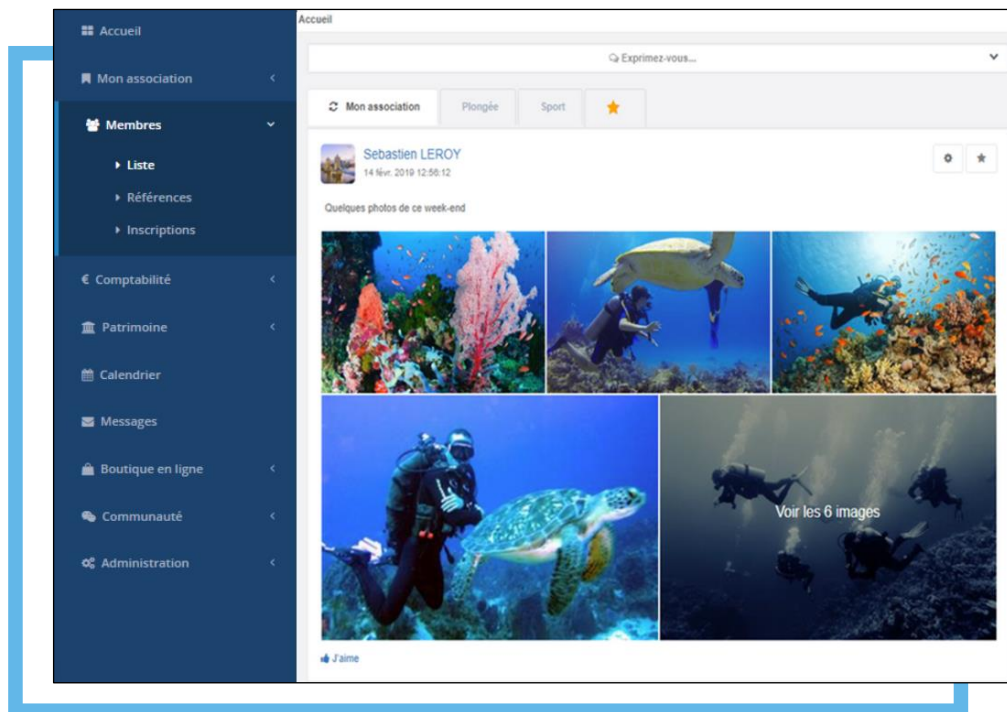 Accueil
Mon association
Membres
Liste
Références
Inscriptions
€ Comptabilité
Patrimoine
Calendrier
Messages
Boutique en ligne
Communauté
Administration
Accueil
Exprimez-vous...
Mon association Plongée Sport
Sebastien LEROY
14 févr. 2019 12:56:12
Quelques photos de ce week-end
Voir les 6 images
J'aime